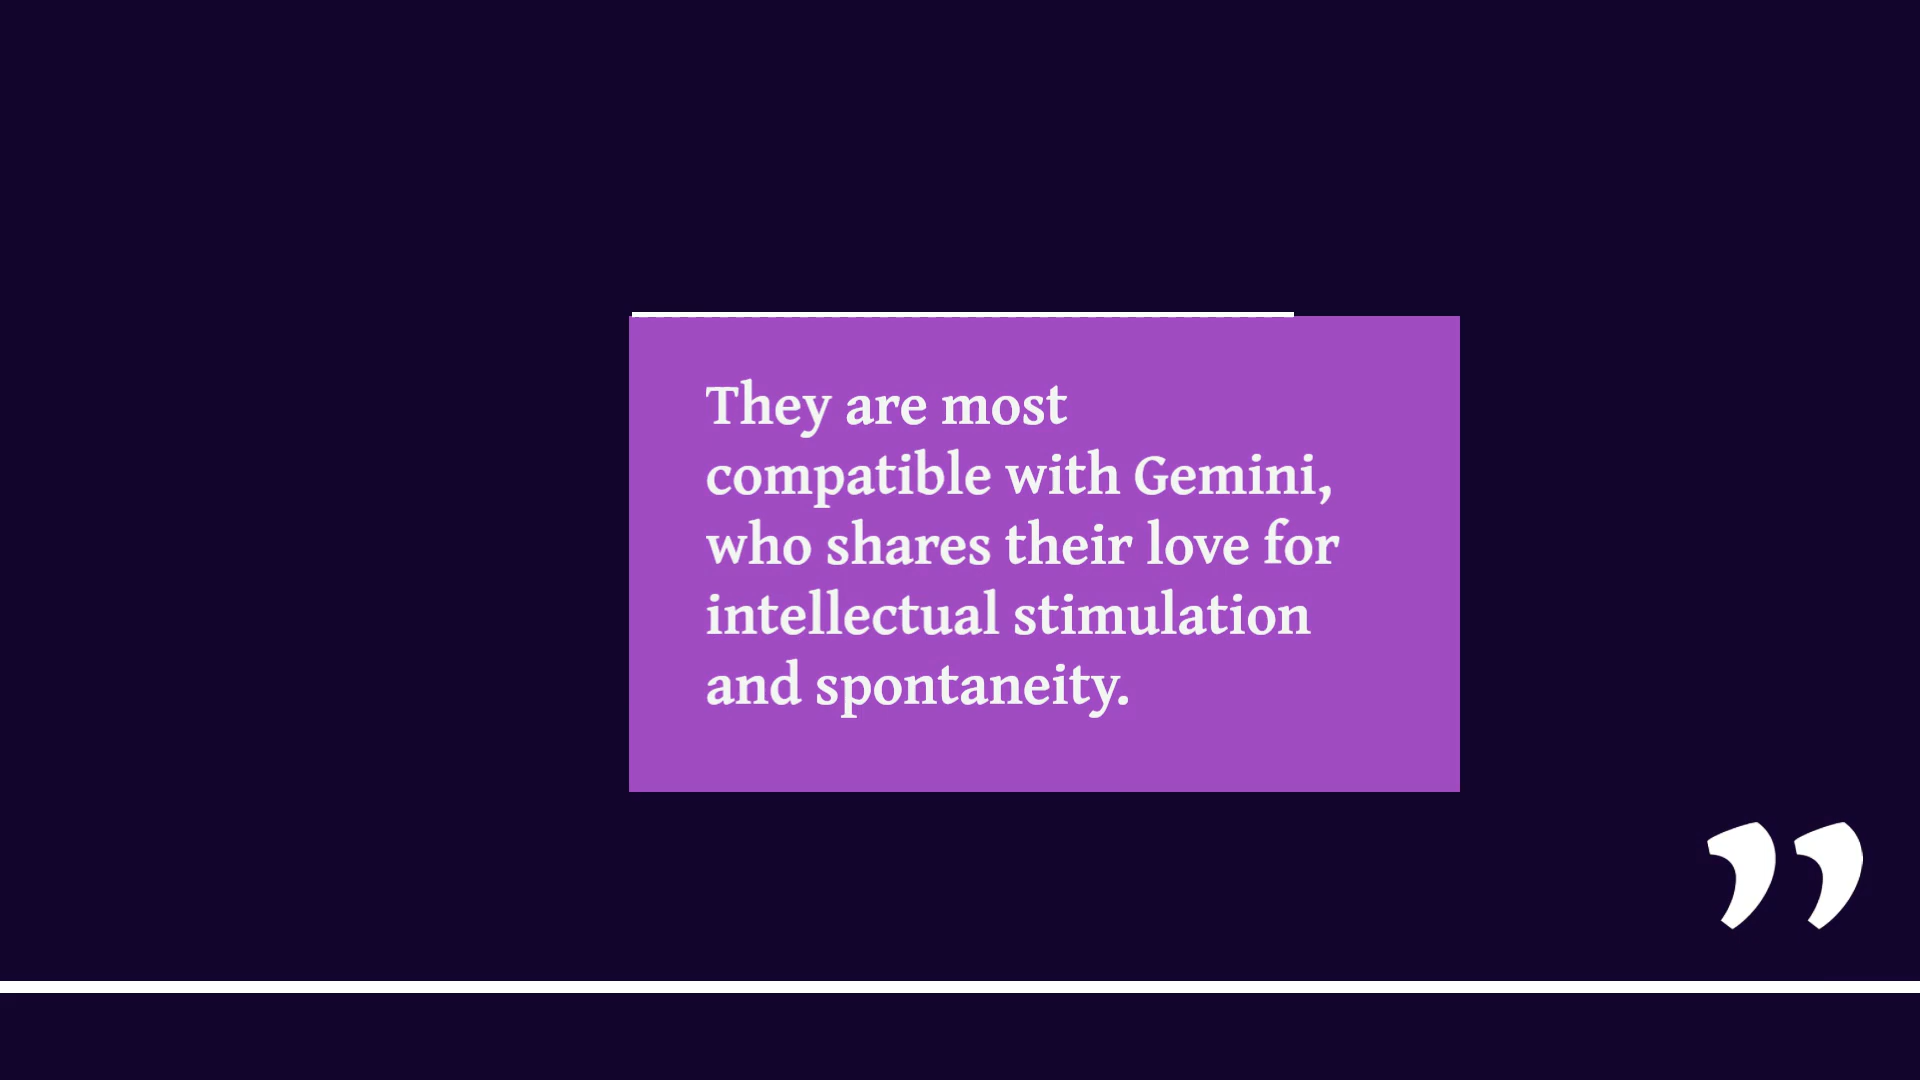 They are most
compatible with Gemini,
who shares their love for
intellectual stimulation
and spontaneity.
”